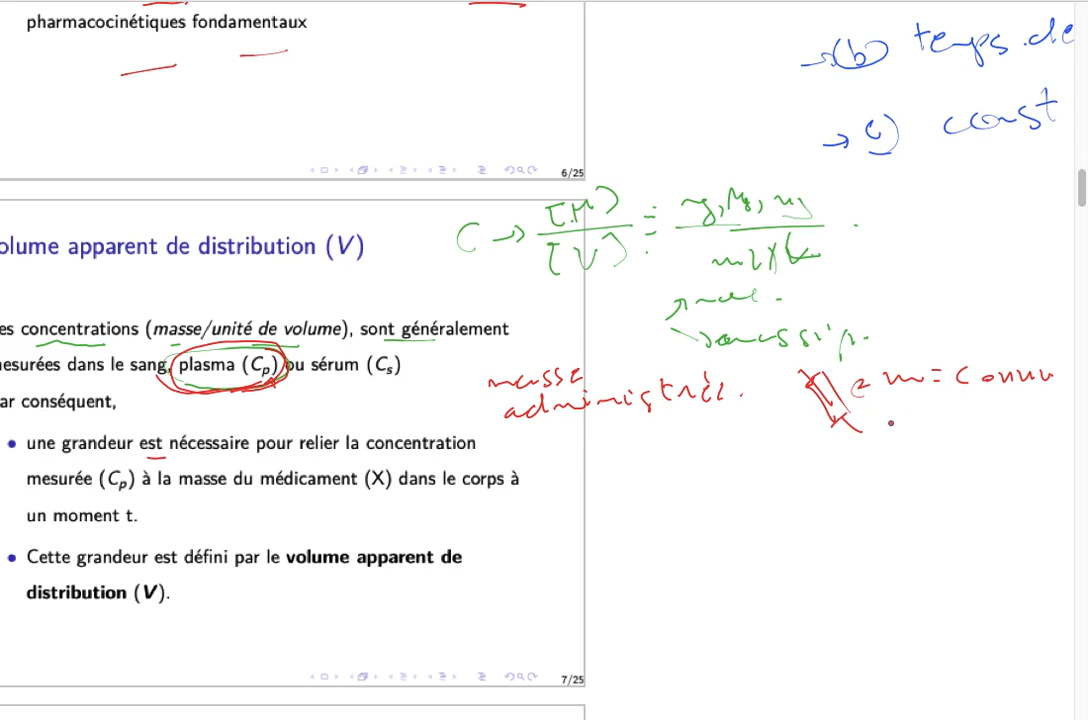 pharmacocinétiques fondamentaux
→(b) temps de
→ c) const
6/25
C → [M] / [V]
olume apparent de distribution (V)
es concentrations (masse/unité de volume), sont généralement
esurées dans le sang, plasma (Cp) ou sérum (Cs)
masse
administrée.
m = connu
ar conséquent,
• une grandeur est nécessaire pour relier la concentration
mesurée (Cp) à la masse du médicament (X) dans le corps à
un moment t.
• Cette grandeur est défini par le volume apparent de
distribution (V).
7/25